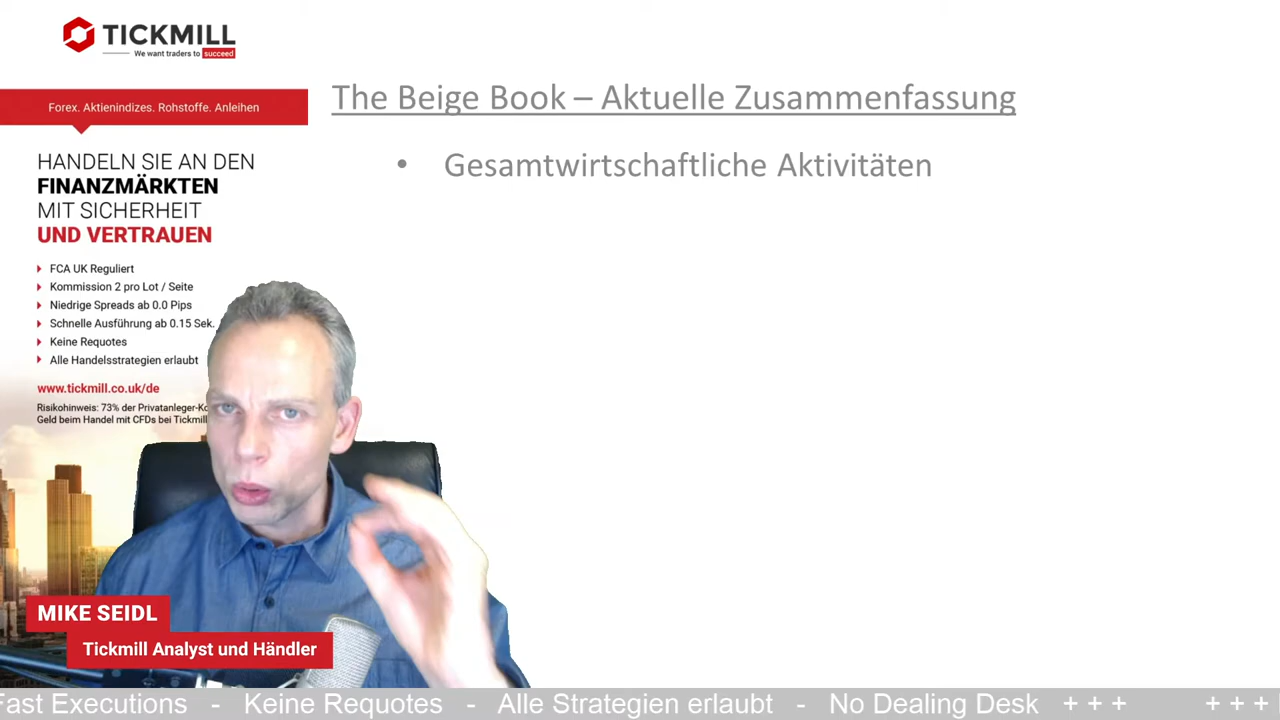 TICKMILL
We want traders to succeed
Forex. Aktienindizes. Rohstoffe. Anleihen
The Beige Book – Aktuelle Zusammenfassung
• Gesamtwirtschaftliche Aktivitäten
HANDELN SIE AN DEN
FINANZMÄRKTEN
MIT SICHERHEIT
UND VERTRAUEN
FCA UK Reguliert
Kommission 2 pro Lot / Seite
Niedrige Spreads ab 0.0 Pips
Schnelle Ausführung ab 0.15 Sek.
Keine Requotes
Alle Handelsstrategien erlaubt
www.tickmill.co.uk/de
Risikohinweis: 73% der
Geld beim Handel mit CFDs bei Tickmill
MIKE SEIDL
Tickmill Analyst und Händler
Fast Executions - Keine Requotes - Alle Strategien erlaubt - No Dealing Desk + + + + + +